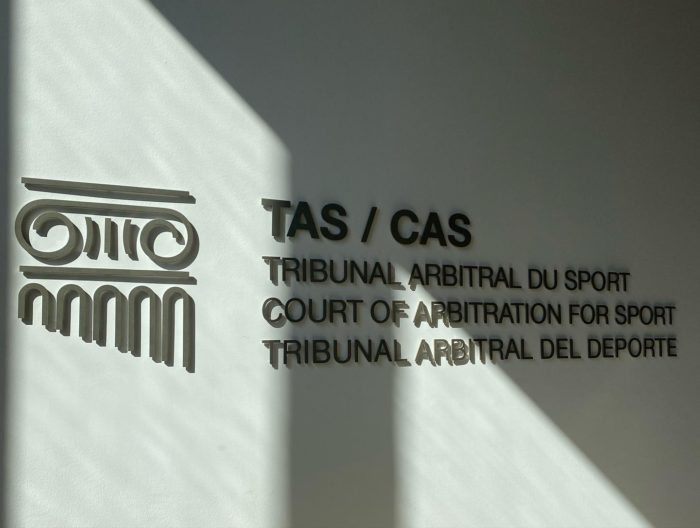 TAS / CAS
TRIBUNAL ARBITRAL DU SPORT
COURT OF ARBITRATION FOR SPORT
TRIBUNAL ARBITRAL DEL DEPORTE